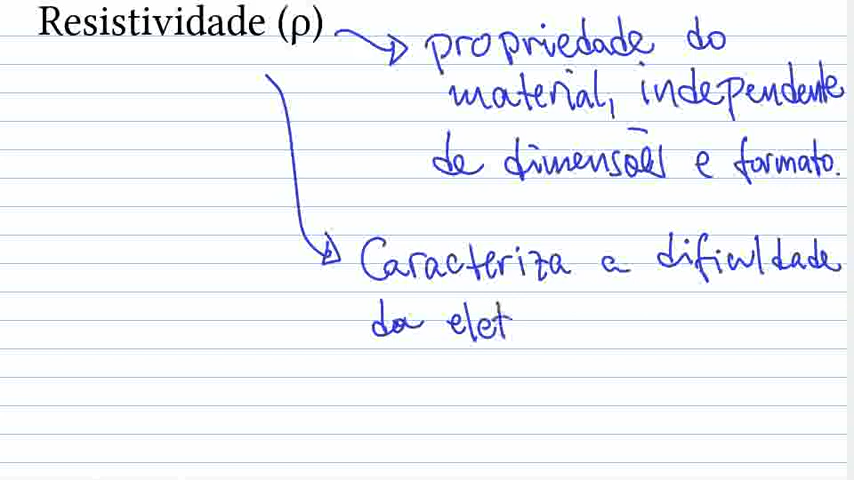 Resistividade (ρ)
propriedade do
material, independente
de dimensões e formato.
Caracteriza a dificuldade
da elet